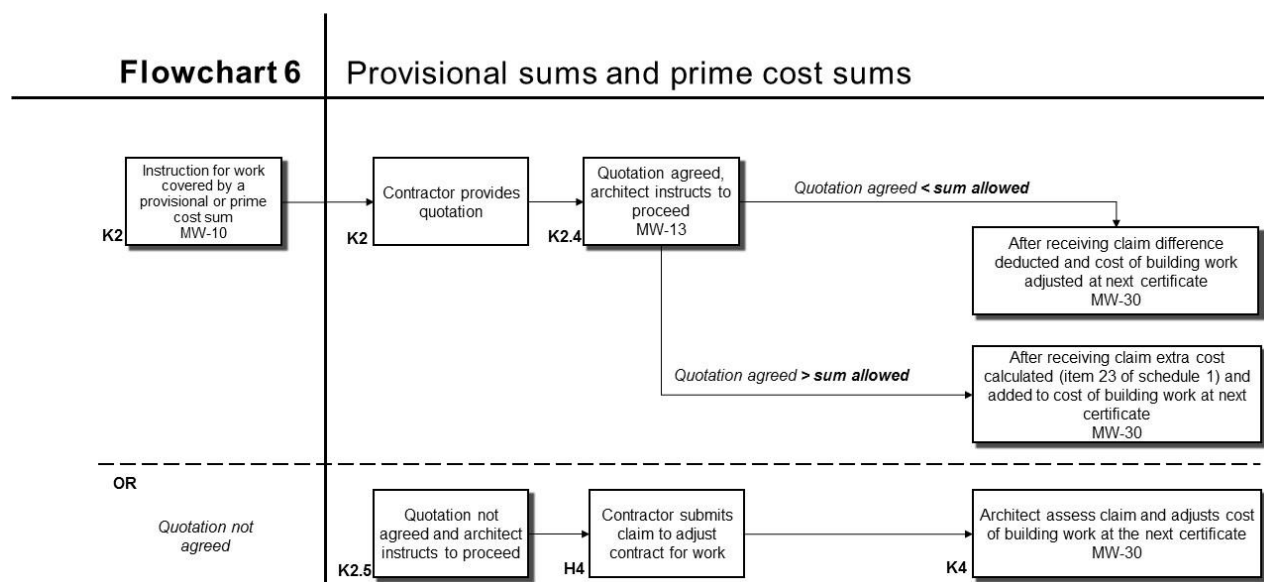 Flowchart 6
Provisional sums and prime cost sums
Instruction for work
covered by a
provisional or prime
cost sum
MW-10
K2
Contractor provides
quotation
K2
Quotation agreed,
architect instructs to
proceed
MW-13
K2.4
Quotation agreed < sum allowed
After receiving claim difference
deducted and cost of building work
adjusted at next certificate
MW-30
Quotation agreed > sum allowed
After receiving claim extra cost
calculated (item 23 of schedule 1) and
added to cost of building work at next
certificate
MW-30
OR
Quotation not
agreed
Quotation not
agreed and architect
instructs to proceed
K2.5
Contractor submits
claim to adjust
contract for work
H4
Architect assess claim and adjusts cost
of building work at the next certificate
MW-30
K4